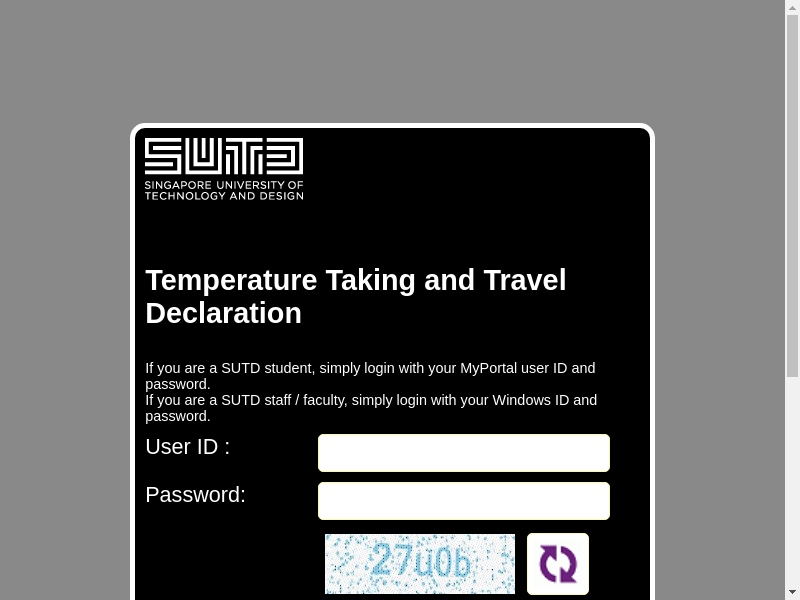 SUTD
SINGAPORE UNIVERSITY OF
TECHNOLOGY AND DESIGN
Temperature Taking and Travel
Declaration
If you are a SUTD student, simply login with your MyPortal user ID and
password.
If you are a SUTD staff / faculty, simply login with your Windows ID and
password.
User ID :
Password:
27u0b